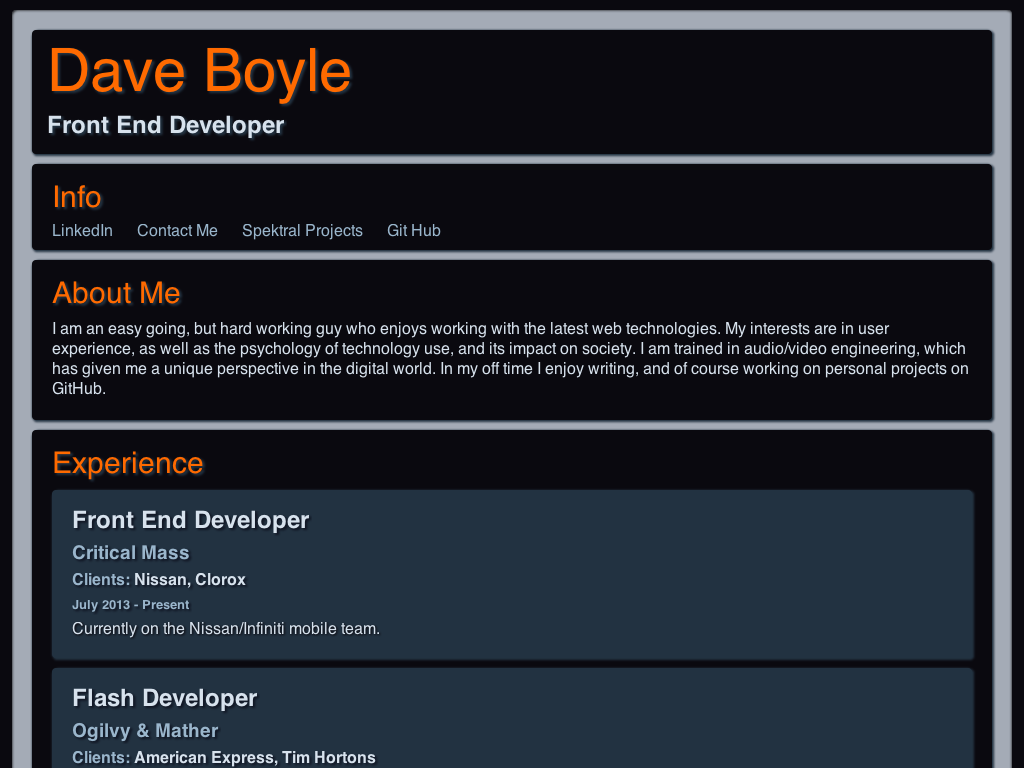 Dave Boyle
Front End Developer
Info
LinkedIn Contact Me Spektral Projects Git Hub
About Me
I am an easy going, but hard working guy who enjoys working with the latest web technologies. My interests are in user
experience, as well as the psychology of technology use, and its impact on society. I am trained in audio/video engineering, which
has given me a unique perspective in the digital world. In my off time I enjoy writing, and of course working on personal projects on
GitHub.
Experience
Front End Developer
Critical Mass
Clients: Nissan, Clorox
July 2013 - Present
Currently on the Nissan/Infiniti mobile team.
Flash Developer
Ogilvy & Mather
Clients: American Express, Tim Hortons